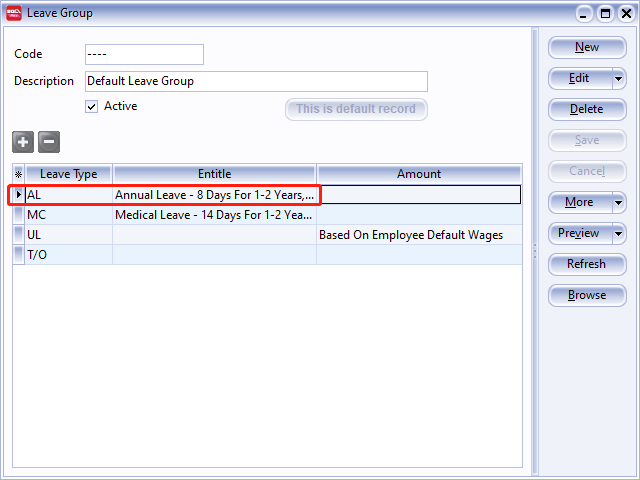 Leave Group
Code ----
Description Default Leave Group
Active
This is default record
Leave Type Entitle Amount
AL Annual Leave - 8 Days For 1-2 Years,...
MC Medical Leave - 14 Days For 1-2 Yea...
UL Based On Employee Default Wages
T/O
New
Edit
Delete
Save
Cancel
More
Preview
Refresh
Browse